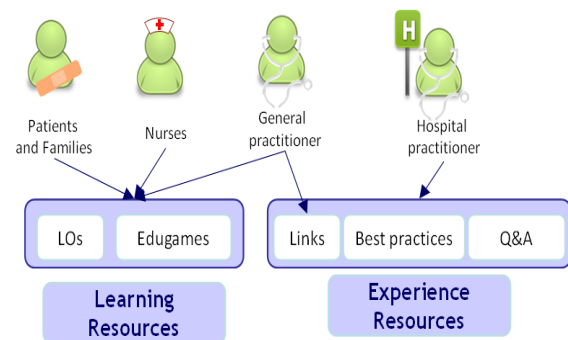 H
Patients
and Families
Nurses
General
practitioner
Hospital
practitioner
LOs
Edugames
Links
Best practices
Q&A
Learning
Resources
Experience
Resources